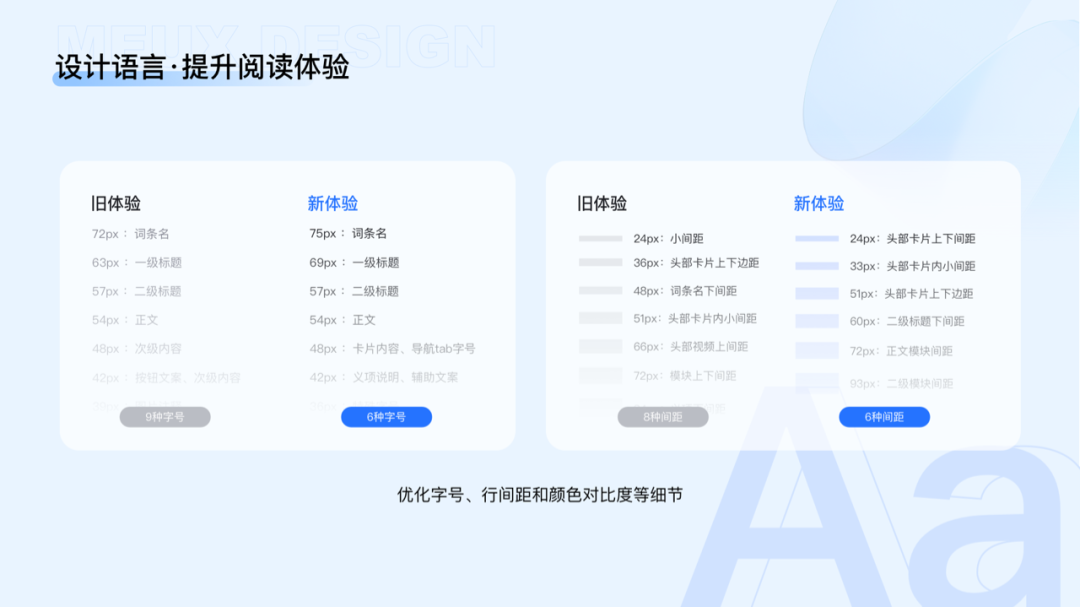 MEUX DESIGN
设计语言·提升阅读体验
旧体验
72px：词条名
63px：一级标题
57px：二级标题
54px：正文
48px：次级内容
42px：按钮文案、次级内容
9种字号
新体验
75px：词条名
69px：一级标题
57px：二级标题
54px：正文
48px：卡片内容、导航tab字号
42px：义项说明、辅助文案
6种字号
旧体验
24px：小间距
36px：头部卡片上下边距
48px：词条名下间距
51px：头部卡片内小间距
66px：头部视频上间距
72px：模块上下间距
8种间距
新体验
24px：头部卡片上下间距
33px：头部卡片内小间距
51px：头部卡片上下边距
60px：二级标题下间距
72px：正文模块间距
93px：二级模块间距
6种间距
优化字号、行间距和颜色对比度等细节
Aa